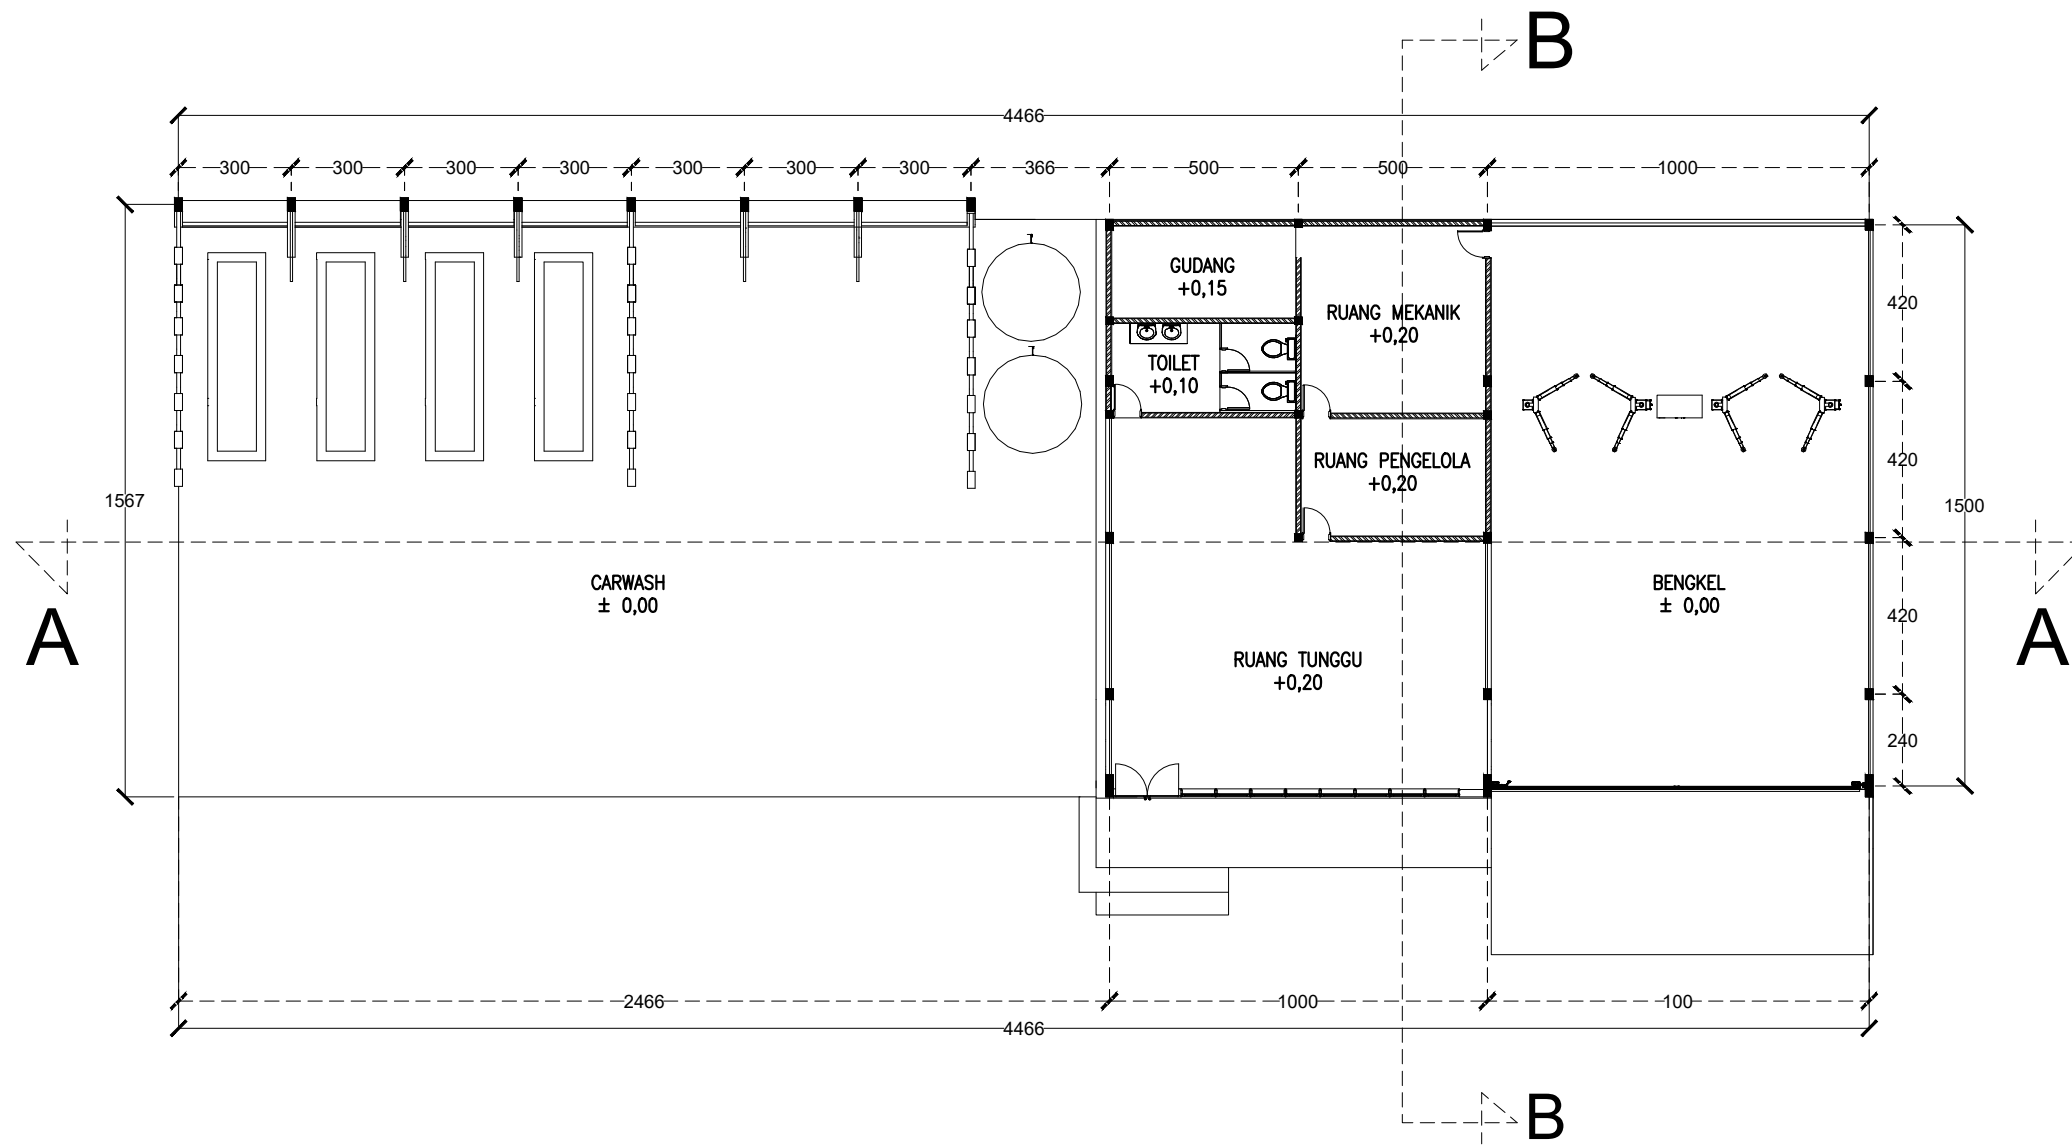 B
4466
300 300 300 300 300 300 300 366 500 500 1000
GUDANG
+0,15
RUANG MEKANIK
+0,20
420
TOILET
+0,10
RUANG PENGELOLA
+0,20
420
1567
1500
CARWASH
± 0,00
BENGKEL
± 0,00
420
A
A
RUANG TUNGGU
+0,20
240
2466 1000 100
4466
B